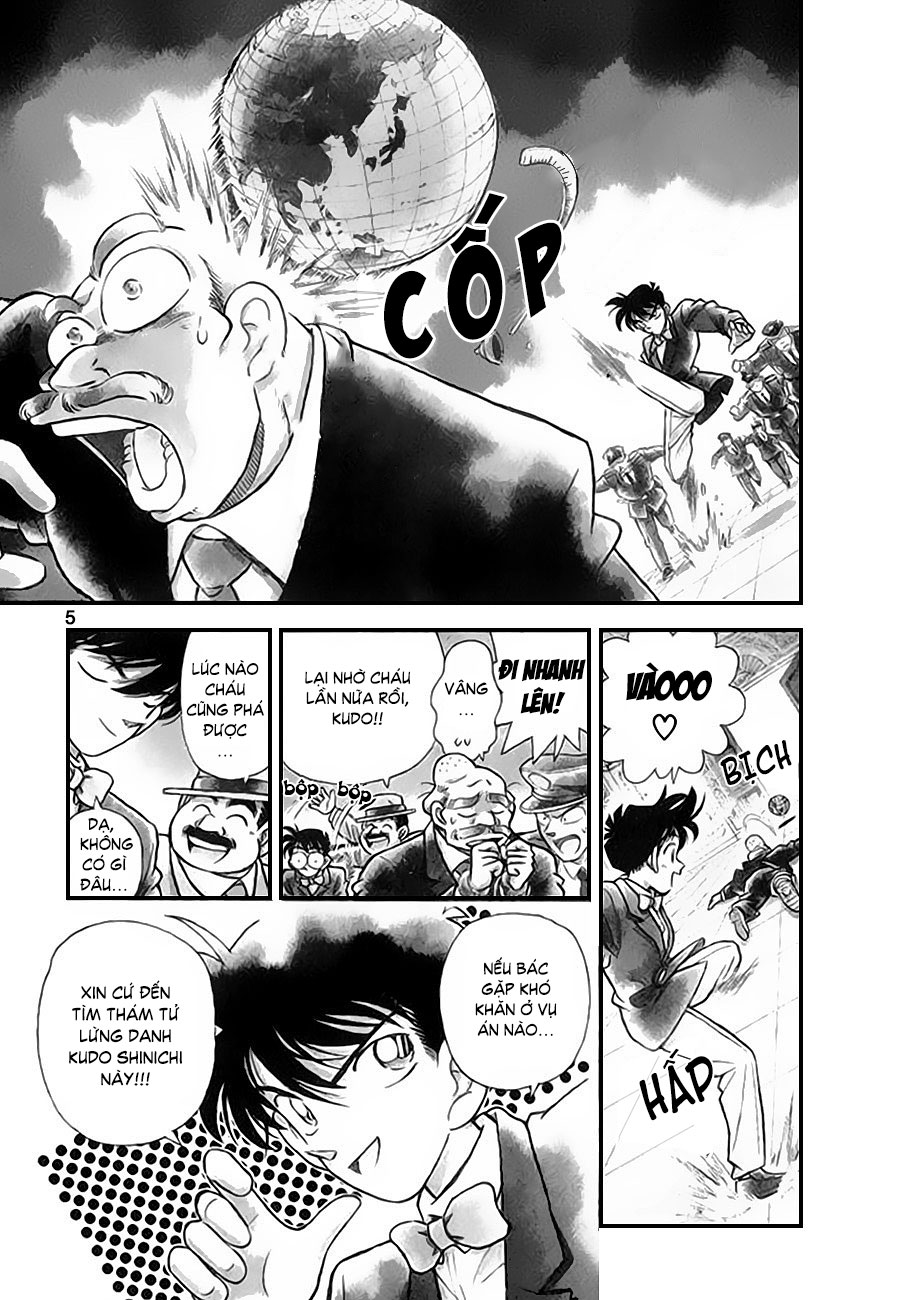 CỐP
5
VÀOOO
♡
BỊCH
HẤP
ĐI NHANH
LÊN!
VÂNG
...
LẠI NHỜ CHÁU
LẦN NỮA RỒI,
KUDO!!
bộp bộp
LÚC NÀO
CHÁU
CŨNG PHÁ
ĐƯỢC
...
DẠ,
KHÔNG
CÓ GÌ
ĐÂU...
NẾU BÁC
GẶP KHÓ
KHĂN Ở VỤ
ÁN NÀO...
XIN CỨ ĐẾN
TÌM THÁM TỬ
LỪNG DANH
KUDO SHINICHI
NÀY!!!